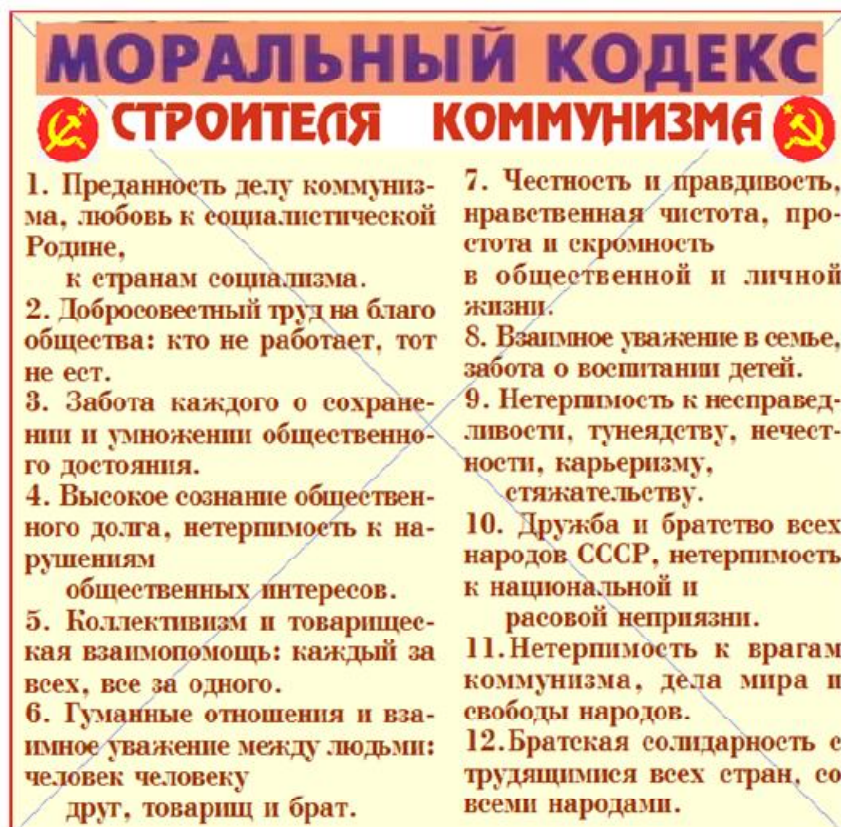 МОРАЛЬНЫЙ КОДЕКС
СТРОИТЕЛЯ КОММУНИЗМА
1. Преданность делу коммуниз-
ма, любовь к социалистической
Родине,
к странам социализма.
2. Добросовестный труд на благо
общества: кто не работает, тот
не ест.
3. Забота каждого о сохране-
нии и умножении общественно-
го достояния.
4. Высокое сознание обществен-
ного долга, нетерпимость к на-
рушениям
общественных интересов.
5. Коллективизм и товарищес-
кая взаимопомощь: каждый за
всех, все за одного.
6. Гуманные отношения и вза-
имное уважение между людьми:
человек человеку
друг, товарищ и брат.
7. Честность и правдивость,
нравственная чистота, про-
стота и скромность
в общественной и личной
жизни.
8. Взаимное уважение в семье,
забота о воспитании детей.
9. Нетерпимость к несправед-
ливости, тунеядству, нечест-
ности, карьеризму,
стяжательству.
10. Дружба и братство всех
народов СССР, нетерпимость
к национальной и
расовой неприязни.
11.Нетерпимость к врагам
коммунизма, дела мира и
свободы народов.
12.Братская солидарность с
трудящимися всех стран, со
всеми народами.